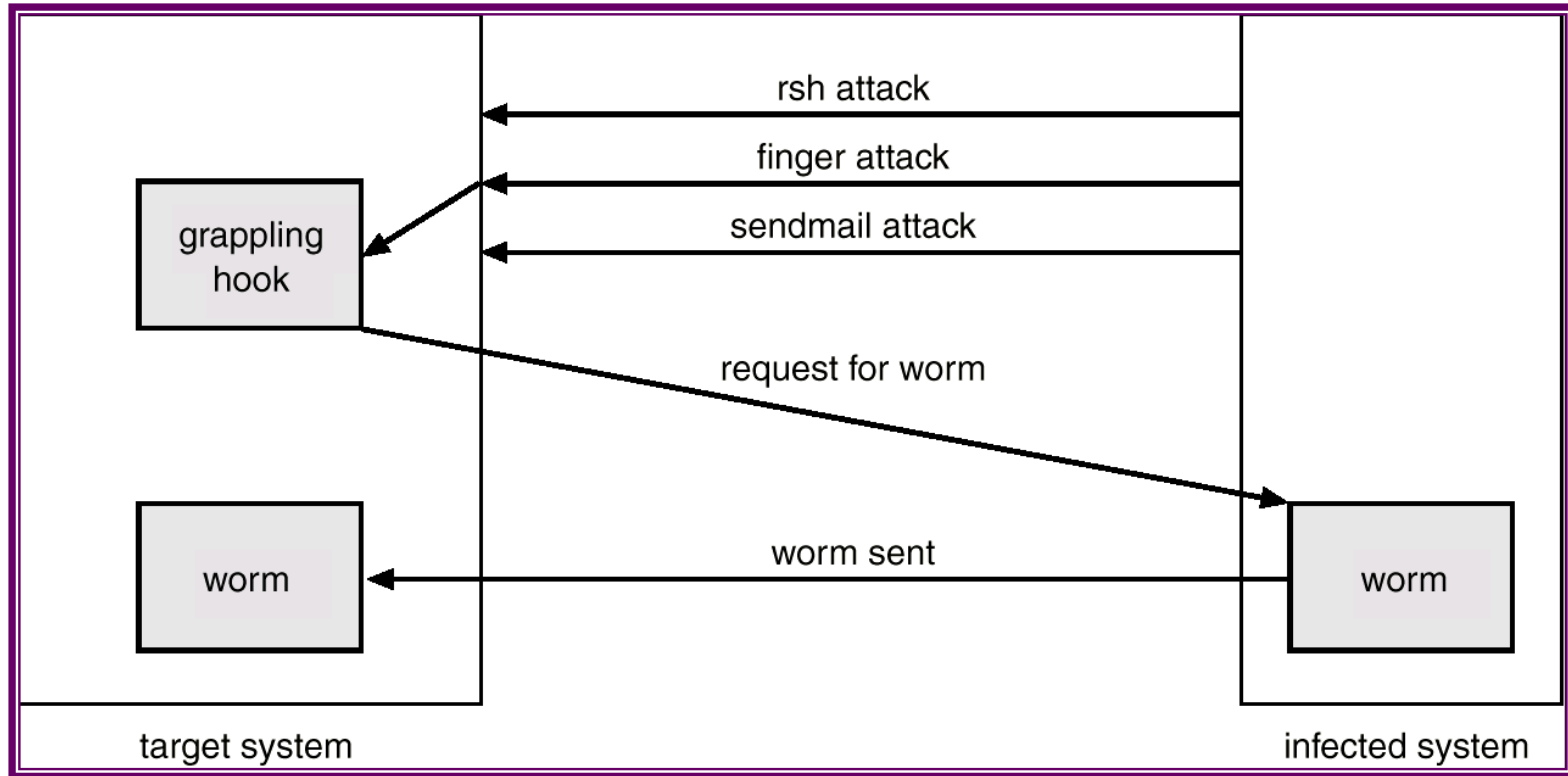 rsh attack
finger attack
sendmail attack
grappling
hook
request for worm
worm sent
worm
worm
target system
infected system